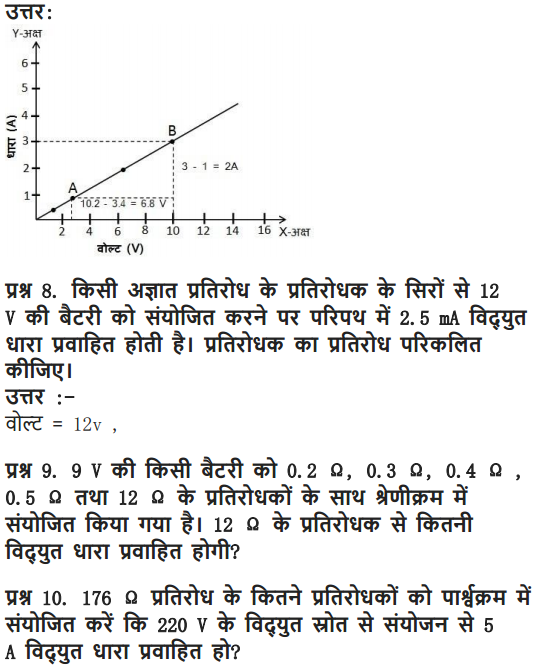 उत्तर:
Y-अक्ष
6
5
4
3
2
1
धारा (A)
A
B
3 - 1 = 2A
10.2 - 3.4 = 6.8 V
2 4 6 8 10 12 14 16 X-अक्ष
वोल्ट (V)
प्रश्न 8. किसी अज्ञात प्रतिरोध के प्रतिरोधक के सिरों से 12
V की बैटरी को संयोजित करने पर परिपथ में 2.5 mA विद्युत
धारा प्रवाहित होती है। प्रतिरोधक का प्रतिरोध परिकलित
कीजिए।
उत्तर :-
वोल्ट = 12v ,
प्रश्न 9. 9 V की किसी बैटरी को 0.2 Ω, 0.3 Ω, 0.4 Ω ,
0.5 Ω तथा 12 Ω के प्रतिरोधकों के साथ श्रेणीक्रम में
संयोजित किया गया है। 12 Ω के प्रतिरोधक से कितनी
विद्युत धारा प्रवाहित होगी?
प्रश्न 10. 176 Ω प्रतिरोध के कितने प्रतिरोधकों को पार्श्वक्रम में
संयोजित करें कि 220 V के विद्युत स्रोत से संयोजन से 5
A विद्युत धारा प्रवाहित हो?